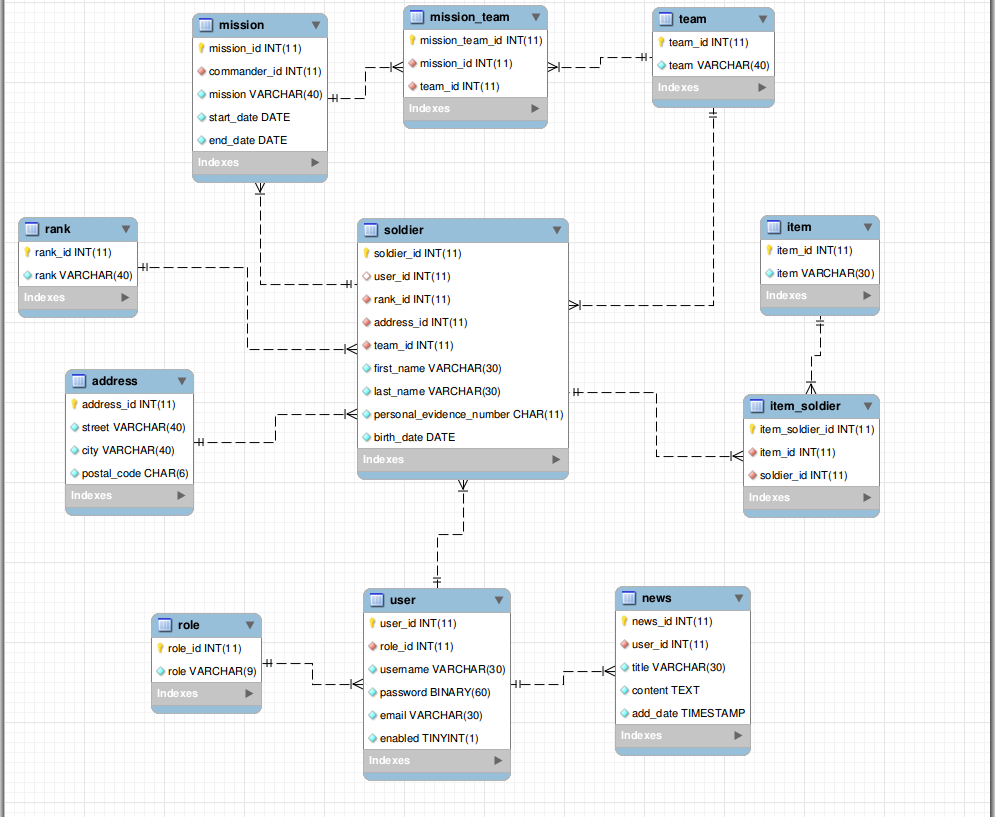 mission
mission_id INT(11)
commander_id INT(11)
mission VARCHAR(40)
start_date DATE
end_date DATE
Indexes
mission_team
mission_team_id INT(11)
mission_id INT(11)
team_id INT(11)
Indexes
team
team_id INT(11)
team VARCHAR(40)
Indexes
rank
rank_id INT(11)
rank VARCHAR(40)
Indexes
soldier
soldier_id INT(11)
user_id INT(11)
rank_id INT(11)
address_id INT(11)
team_id INT(11)
first_name VARCHAR(30)
last_name VARCHAR(30)
personal_evidence_number CHAR(11)
birth_date DATE
Indexes
item
item_id INT(11)
item VARCHAR(30)
Indexes
address
address_id INT(11)
street VARCHAR(40)
city VARCHAR(40)
postal_code CHAR(6)
Indexes
item_soldier
item_soldier_id INT(11)
item_id INT(11)
soldier_id INT(11)
Indexes
role
role_id INT(11)
role VARCHAR(9)
Indexes
user
user_id INT(11)
role_id INT(11)
username VARCHAR(30)
password BINARY(60)
email VARCHAR(30)
enabled TINYINT(1)
Indexes
news
news_id INT(11)
user_id INT(11)
title VARCHAR(30)
content TEXT
add_date TIMESTAMP
Indexes